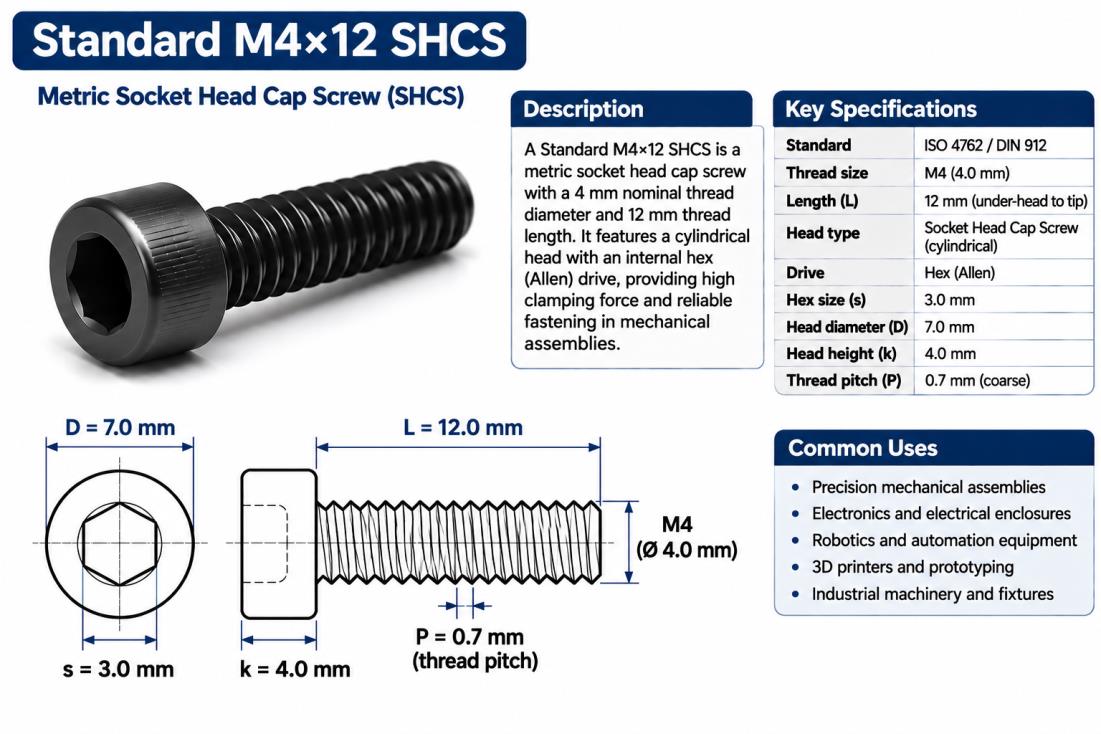 Standard M4×12 SHCS
Metric Socket Head Cap Screw (SHCS)
Description
A Standard M4×12 SHCS is a
metric socket head cap screw
with a 4 mm nominal thread
diameter and 12 mm thread
length. It features a cylindrical
head with an internal hex
(Allen) drive, providing high
clamping force and reliable
fastening in mechanical
assemblies.
Key Specifications
Standard ISO 4762 / DIN 912
Thread size M4 (4.0 mm)
Length (L) 12 mm (under-head to tip)
Head type Socket Head Cap Screw
(cylindrical)
Drive Hex (Allen)
Hex size (s) 3.0 mm
Head diameter (D) 7.0 mm
Head height (k) 4.0 mm
Thread pitch (P) 0.7 mm (coarse)
D = 7.0 mm
L = 12.0 mm
M4
(Ø 4.0 mm)
P = 0.7 mm
(thread pitch)
s = 3.0 mm
k = 4.0 mm
Common Uses
• Precision mechanical assemblies
• Electronics and electrical enclosures
• Robotics and automation equipment
• 3D printers and prototyping
• Industrial machinery and fixtures